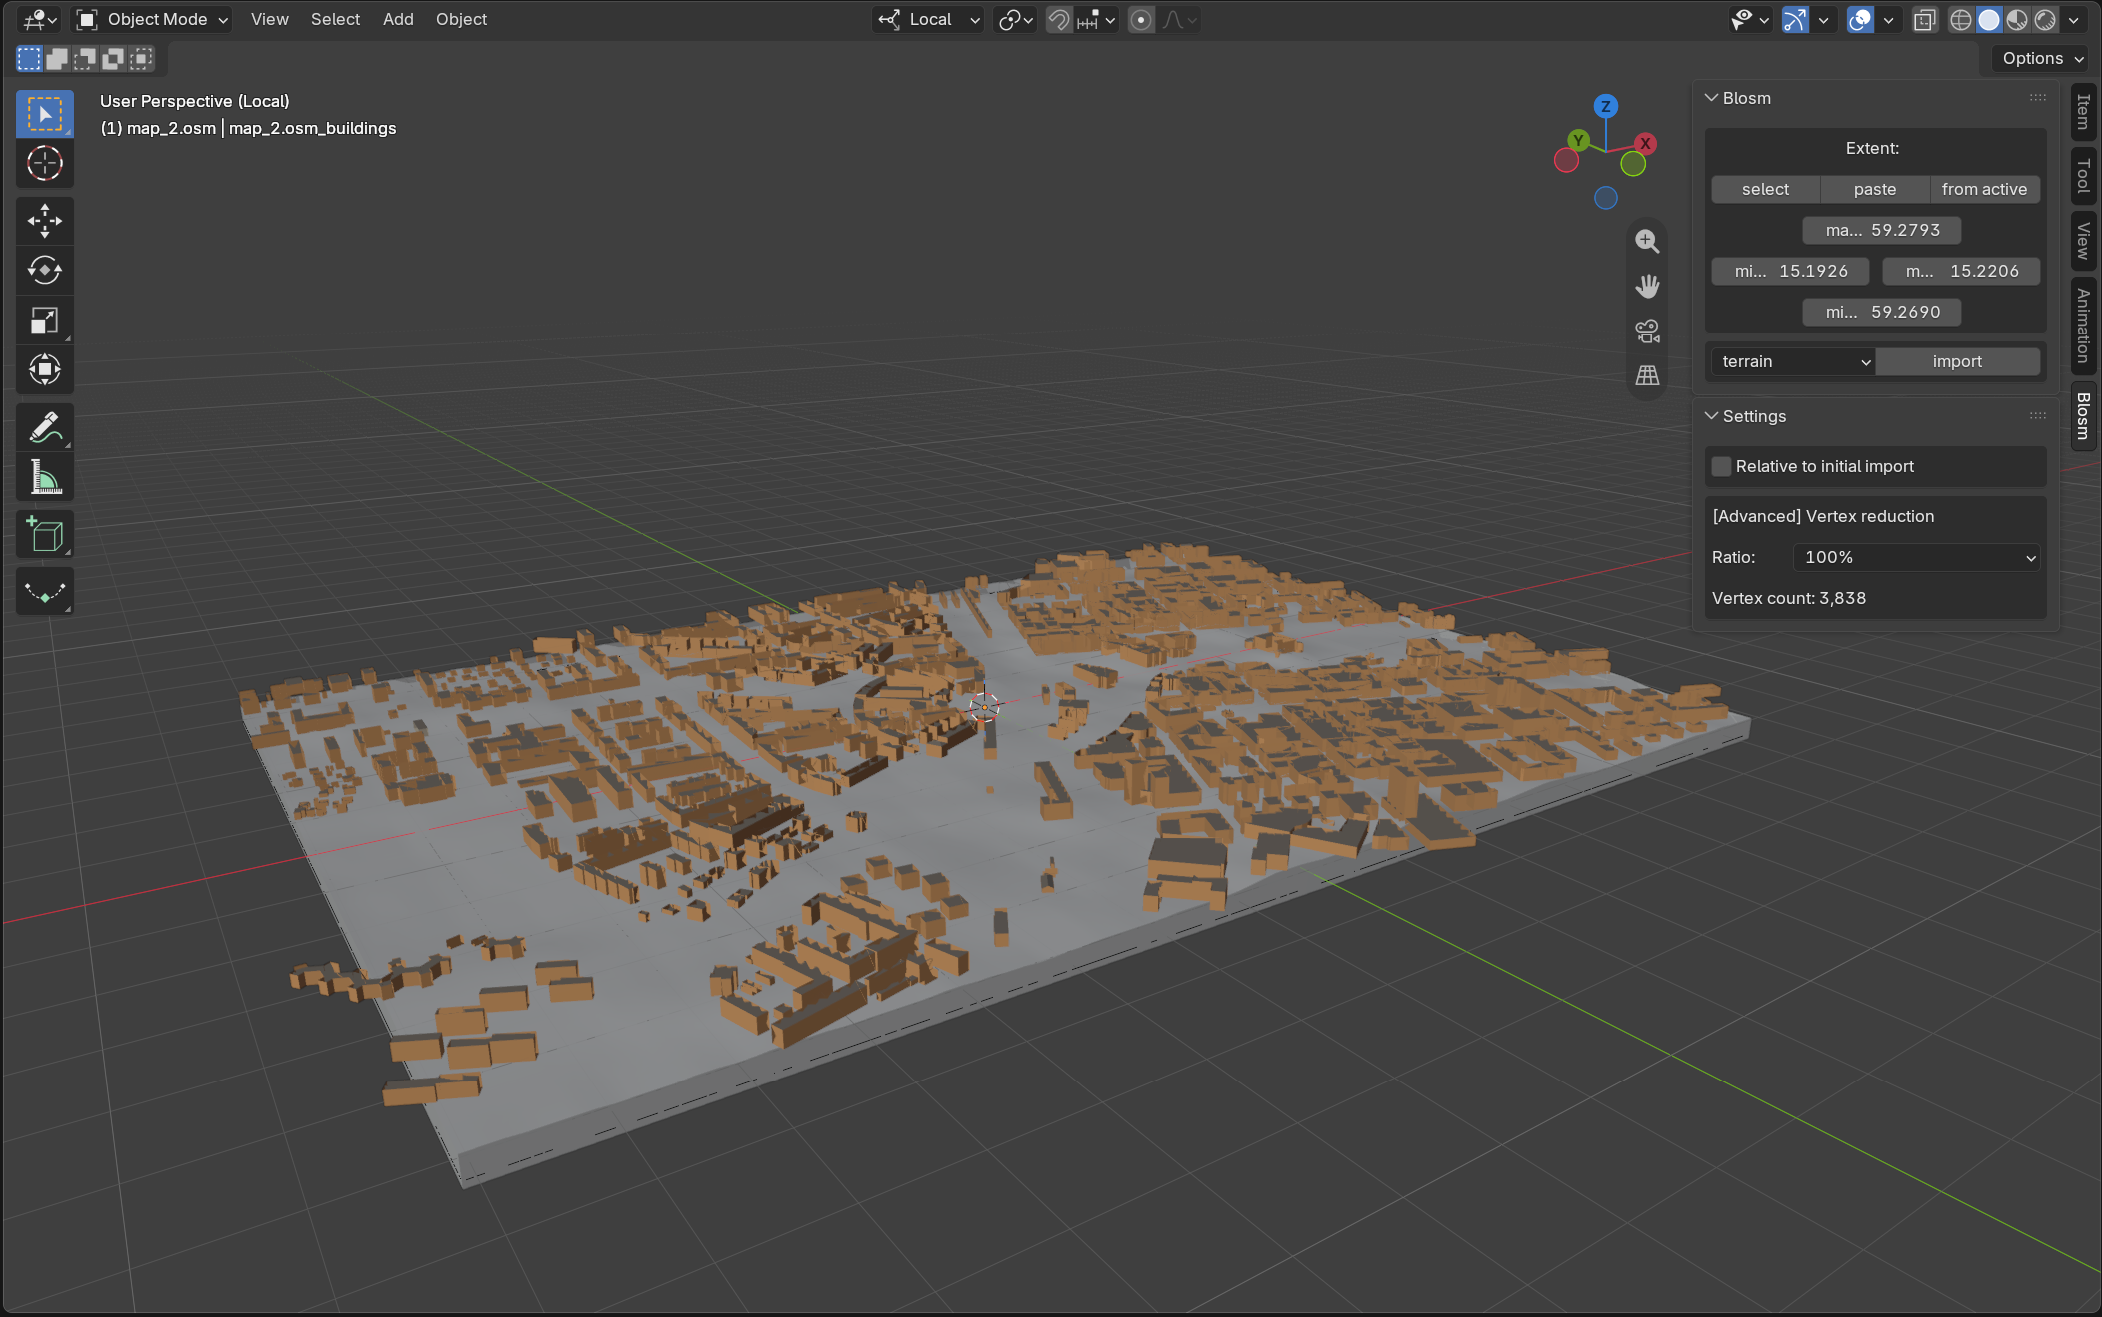 Object Mode View Select Add Object Local
Options
User Perspective (Local)
(1) map_2.osm | map_2.osm_buildings
Z
Y
X
Blosm
Extent:
select paste from active
ma... 59.2793
mi... 15.1926 m... 15.2206
mi... 59.2690
terrain import
Settings
Relative to initial import
[Advanced] Vertex reduction
Ratio: 100%
Vertex count: 3,838
Item
Tool
View
Animation
Blosm